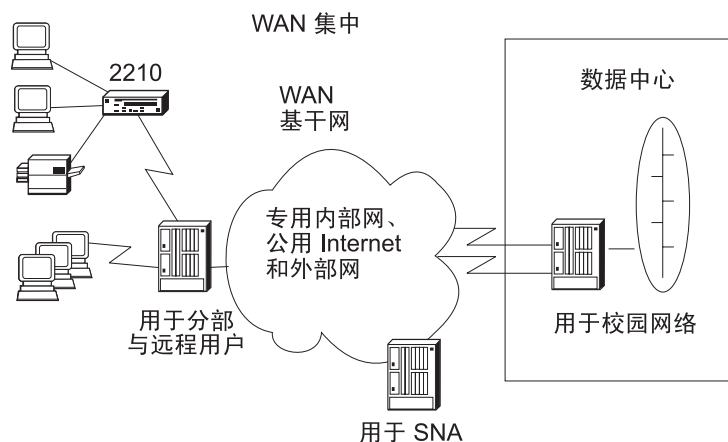 WAN 集中
2210
WAN
基干网
数据中心
专用内部网、
公用 Internet
和外部网
用于分部
与远程用户
用于校园网络
用于 SNA